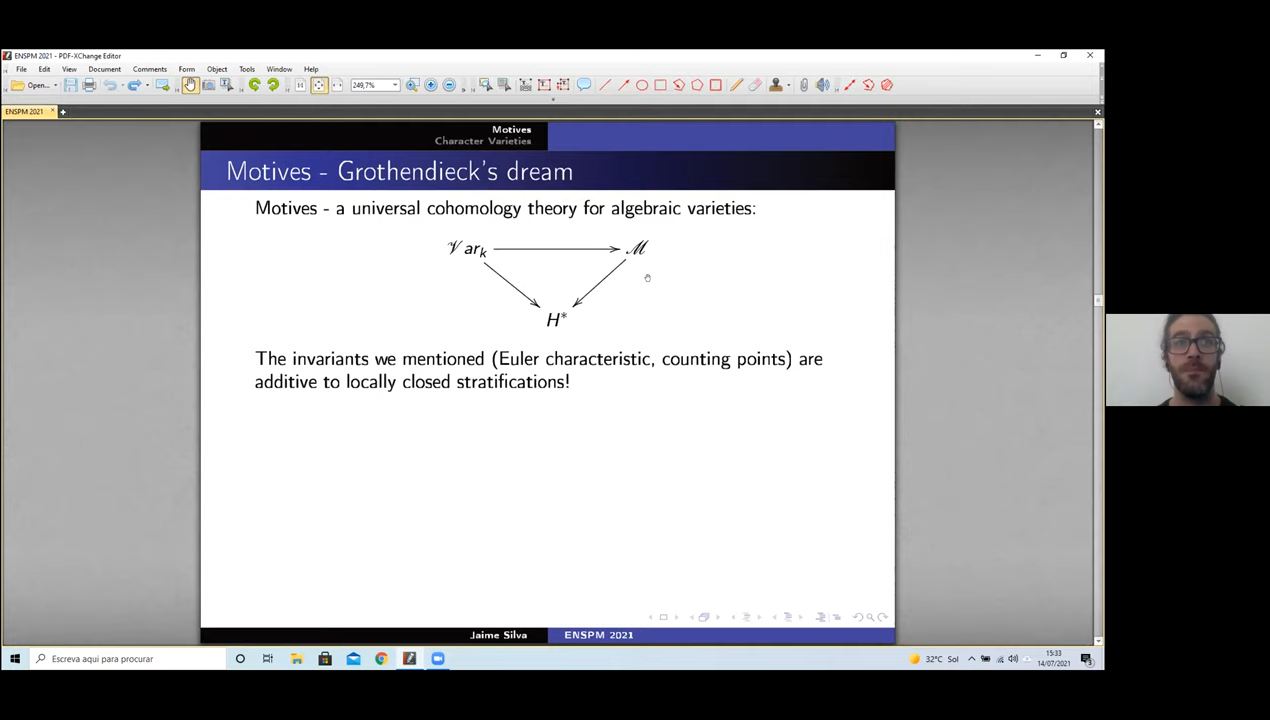 ENSPM 2021 - PDF-XChange Editor
File Edit View Document Comments Form Object Tools Window Help
Open... 249,7%
ENSPM 2021
Motives
Character Varieties
Motives - Grothendieck's dream
Motives - a universal cohomology theory for algebraic varieties:
𝒱ar_k ℳ
H*
The invariants we mentioned (Euler characteristic, counting points) are
additive to locally closed stratifications!
Jaime Silva ENSPM 2021
Escreva aqui para procurar 32°C Sol 15:33
14/07/2021